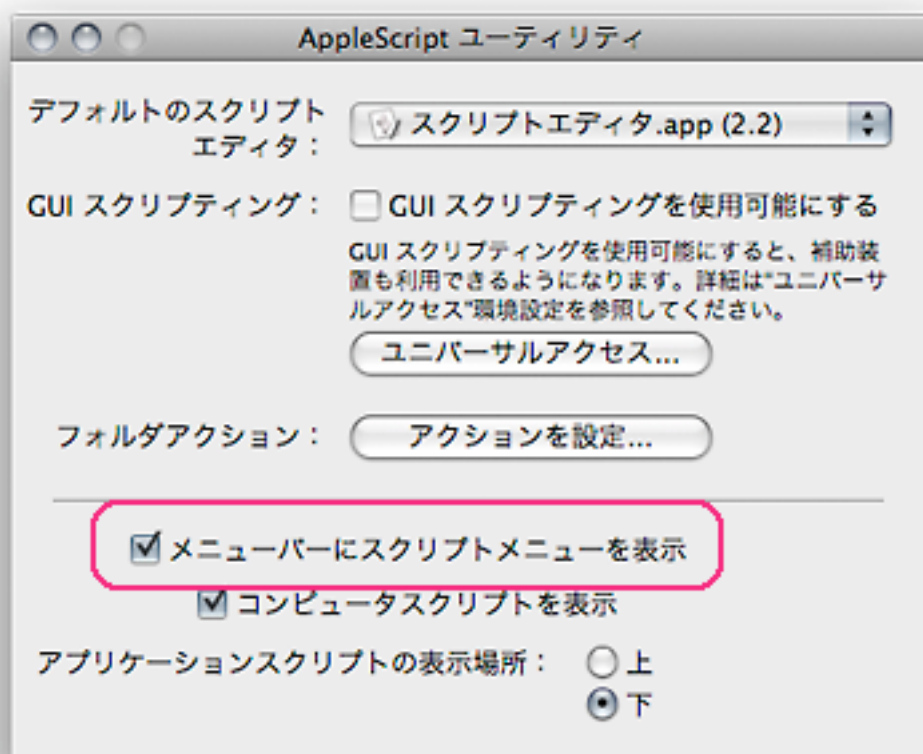 AppleScript ユーティリティ
デフォルトのスクリプト
エディタ：
スクリプトエディタ.app (2.2)
GUI スクリプティング：
GUI スクリプティングを使用可能にする
GUI スクリプティングを使用可能にすると、補助装
置も利用できるようになります。詳細は“ユニバーサ
ルアクセス”環境設定を参照してください。
ユニバーサルアクセス...
フォルダアクション：
アクションを設定...
メニューバーにスクリプトメニューを表示
コンピュータスクリプトを表示
アプリケーションスクリプトの表示場所：
上
下